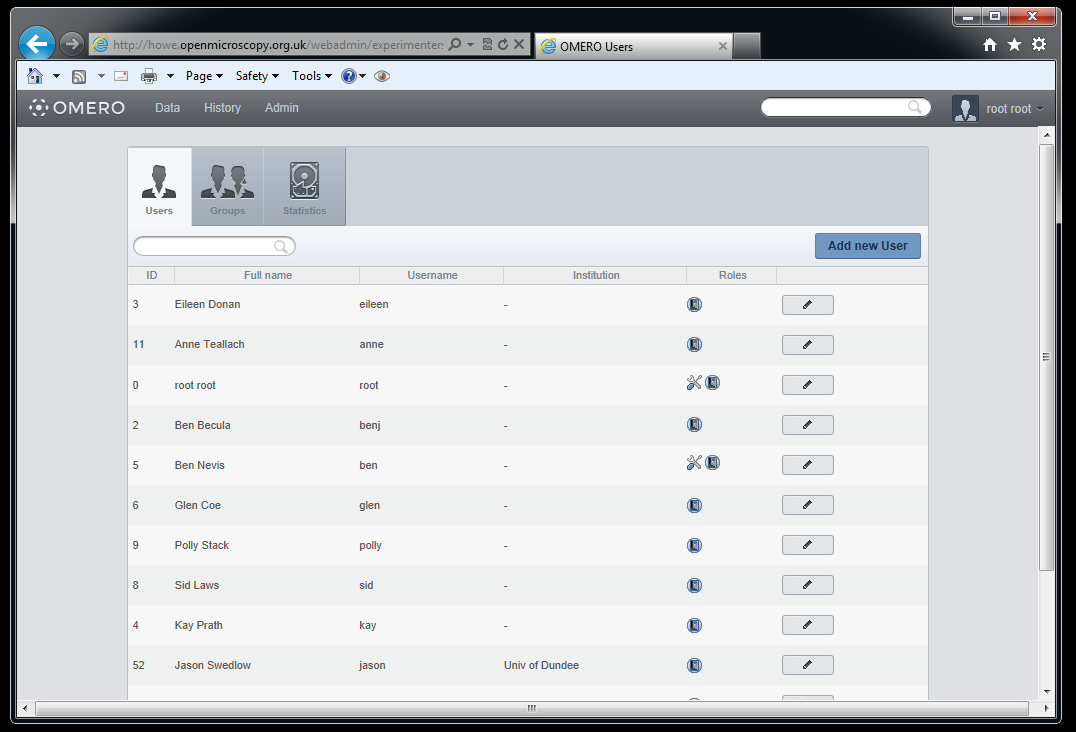 http://howe.openmicroscopy.org.uk/webadmin/experimenters
OMERO Users
Page Safety Tools
OMERO Data History Admin root root
Users Groups Statistics
Add new User
ID Full name Username Institution Roles
3 Eileen Donan eileen -
11 Anne Teallach anne -
0 root root root -
2 Ben Becula benj -
5 Ben Nevis ben -
6 Glen Coe glen -
9 Polly Stack polly -
8 Sid Laws sid -
4 Kay Prath kay -
52 Jason Swedlow jason Univ of Dundee